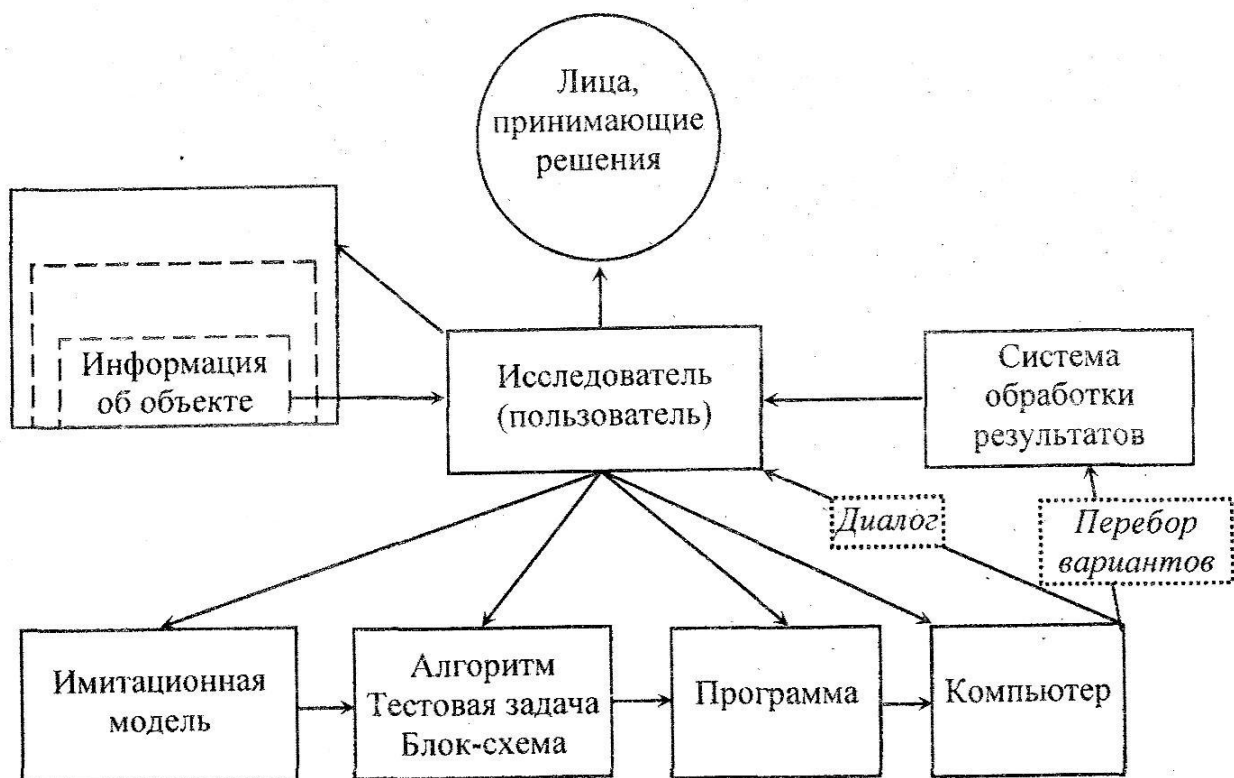 Лица,
принимающие
решения
Информация
об объекте
Исследователь
(пользователь)
Система
обработки
результатов
Диалог
Перебор
вариантов
Имитационная
модель
Алгоритм
Тестовая задача
Блок-схема
Программа
Компьютер